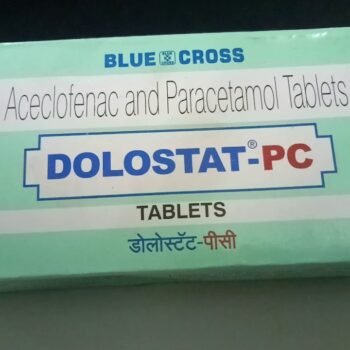 BLUE CROSS
Aceclofenac and Paracetamol Tablets
DOLOSTAT®-PC
TABLETS
डोलोस्टॅट-पीसी